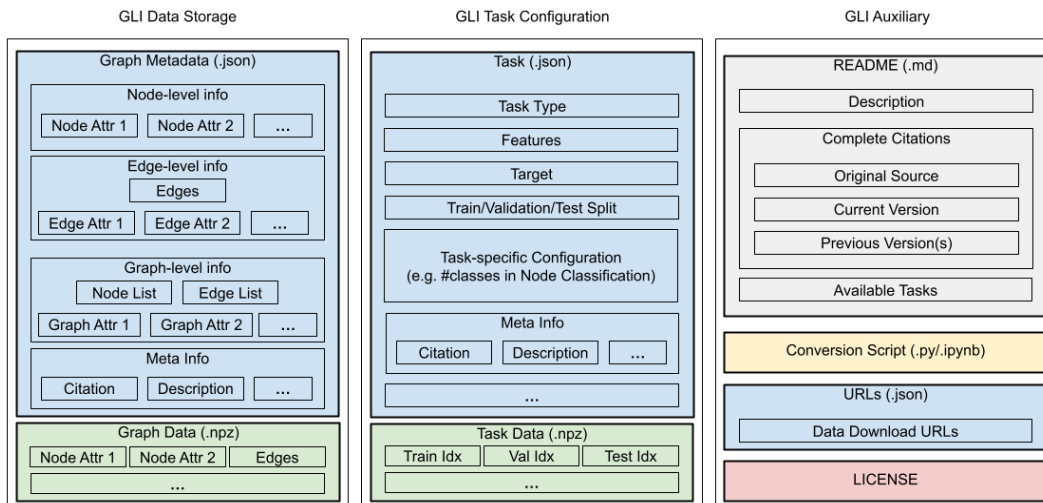 GLI Data Storage
Graph Metadata (.json)
Node-level info
Node Attr 1
Node Attr 2
...
Edge-level info
Edges
Edge Attr 1
Edge Attr 2
...
Graph-level info
Node List
Edge List
Graph Attr 1
Graph Attr 2
...
Meta Info
Citation
Description
...
Graph Data (.npz)
Node Attr 1
Node Attr 2
Edges
...
GLI Task Configuration
Task (.json)
Task Type
Features
Target
Train/Validation/Test Split
Task-specific Configuration
(e.g. #classes in Node Classification)
Meta Info
Citation
Description
...
...
Task Data (.npz)
Train Idx
Val Idx
Test Idx
...
GLI Auxiliary
README (.md)
Description
Complete Citations
Original Source
Current Version
Previous Version(s)
Available Tasks
Conversion Script (.py/.ipynb)
URLs (.json)
Data Download URLs
LICENSE